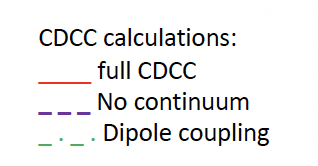 CDCC calculations:
full CDCC
No continuum
Dipole coupling